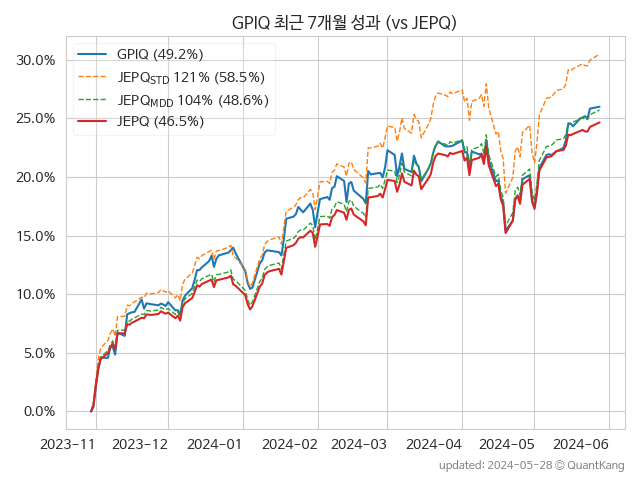 GPIQ 최근 7개월 성과 (vs JEPQ)
GPIQ (49.2%)
JEPQSTD 121% (58.5%)
JEPQMDD 104% (48.6%)
JEPQ (46.5%)
30.0%
25.0%
20.0%
15.0%
10.0%
5.0%
0.0%
2023−11
2023−12
2024−01
2024−02
2024−03
2024−04
2024−05
2024−06
updated: 2024-05-28 © QuantKang